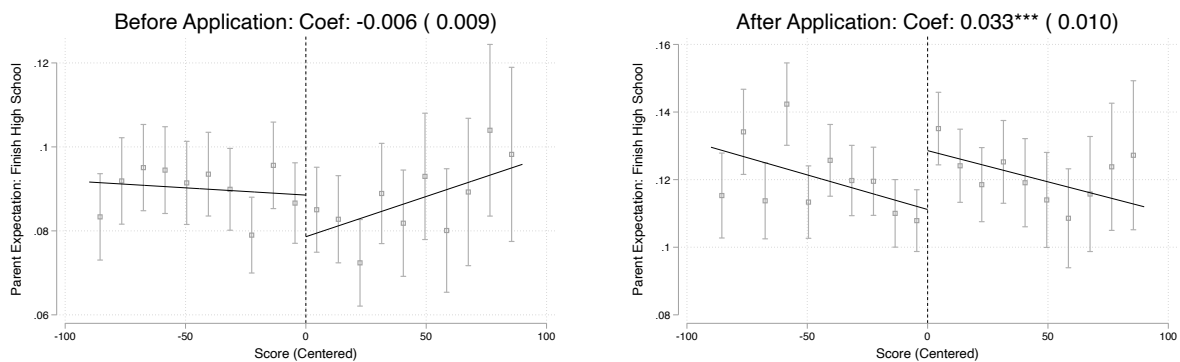 Before Application: Coef: -0.006 ( 0.009)
Parent Expectation: Finish High School
.12
.1
.08
.06
-100 -50 0 50 100
Score (Centered)
After Application: Coef: 0.033*** ( 0.010)
Parent Expectation: Finish High School
.16
.14
.12
.1
.08
-100 -50 0 50 100
Score (Centered)